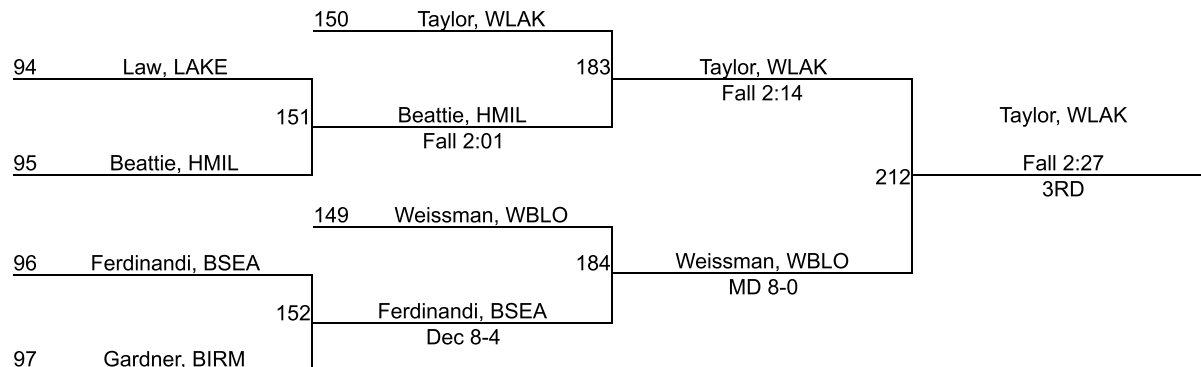 150 Taylor, WLAK
94 Law, LAKE
183 Taylor, WLAK
Fall 2:14
151 Beattie, HMIL
Fall 2:01
Taylor, WLAK
95 Beattie, HMIL
Fall 2:27
212
3RD
149 Weissman, WBLO
96 Ferdinandi, BSEA
184 Weissman, WBLO
MD 8-0
152 Ferdinandi, BSEA
Dec 8-4
97 Gardner, BIRM